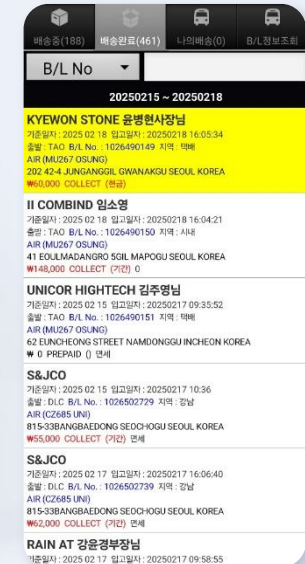 배송중(188) 배송완료(461) 나의배송(0) B/L정보조회
B/L No
20250215 ~ 20250218
KYEWON STONE 윤병현사장님
기준일자 : 2025 02 18 입고일자 : 20250218 16:05:34
출발 : TAO B/L No. : 1026490149 지역 : 택배
AIR (MU267 OSUNG)
202 42-4 JUNGANGGIL GWANAKGU SEOUL KOREA
₩60,000 COLLECT (현금)
II COMBIND 임소영
기준일자 : 2025 02 18 입고일자 : 20250218 16:04:21
출발 : TAO B/L No. : 1026490150 지역 : 시내
AIR (MU267 OSUNG)
41 EOULMADANGRO 5GIL MAPOGU SEOUL KOREA
₩148,000 COLLECT (기간) 0
UNICOR HIGHTECH 김주영님
기준일자 : 2025 02 15 입고일자 : 20250217 09:35:52
출발 : TAO B/L No. : 1026490151 지역 : 택배
AIR (MU267 OSUNG)
62 EUNCHEONG STREET NAMDONGGU INCHEON KOREA
₩ 0 PREPAID () 면세
S&JCO
기준일자 : 2025 02 15 입고일자 : 20250217 10:36
출발 : DLC B/L No. : 1026502729 지역 : 강남
AIR (CZ685 UNI)
815-33BANGBAEDONG SEOCHOGU SEOUL KOREA
₩55,000 COLLECT (기간) 면세
S&JCO
기준일자 : 2025 02 17 입고일자 : 20250217 16:06:40
출발 : DLC B/L No. : 1026502739 지역 : 강남
AIR (CZ685 UNI)
815-33BANGBAEDONG SEOCHOGU SEOUL KOREA
₩62,000 COLLECT (기간) 면세
RAIN AT 강윤경부장님
기준일자 : 2025 02 17 입고일자 : 20250217 09:58:55